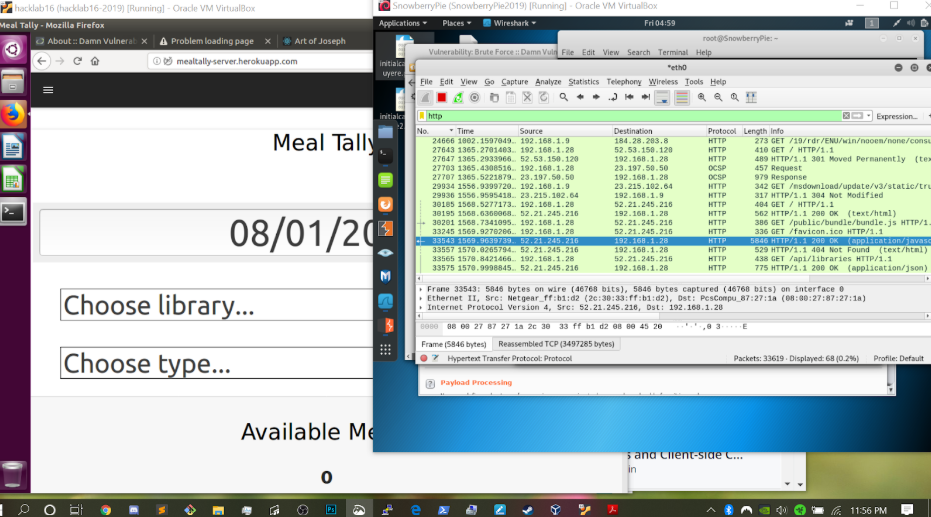 hacklab16 (hacklab16-2019) [Running] - Oracle VM VirtualBox
Meal Tally - Mozilla Firefox
About :: Damn Vulnerab
Problem loading page
Art of Joseph
mealtally-server.herokuapp.com
Meal Tally
08/01/20
Choose library...
Choose type...
Available Me
0
SnowberryPie (SnowberryPie2019) [Running] - Oracle VM VirtualBox
Applications Places Wireshark Fri 04:59 1
root@SnowberryPie: ~
Vulnerability: Brute Force :: Damn Vuln
File Edit View Search Terminal Help
*eth0
File Edit View Go Capture Analyze Statistics Telephony Wireless Tools Help
http
Expression...
No. Time Source Destination Protocol Length Info
24666 1002.1597049... 192.168.1.9 184.28.203.8 HTTP 273 GET /19/rdr/ENU/win/nooem/none/consu
27643 1365.2701403... 192.168.1.28 52.53.150.120 HTTP 410 GET / HTTP/1.1
27647 1365.2933966... 52.53.150.120 192.168.1.28 HTTP 489 HTTP/1.1 301 Moved Permanently (tex
27703 1365.4308516... 192.168.1.28 23.197.50.50 OCSP 457 Request
27707 1365.5221879... 23.197.50.50 192.168.1.28 OCSP 979 Response
29934 1556.9399720... 192.168.1.9 23.215.102.64 HTTP 342 GET /msdownload/update/v3/static/tru
29936 1556.9595418... 23.215.102.64 192.168.1.9 HTTP 317 HTTP/1.1 304 Not Modified
30185 1568.5277173... 192.168.1.28 52.21.245.216 HTTP 404 GET / HTTP/1.1
30195 1568.6360068... 52.21.245.216 192.168.1.28 HTTP 562 HTTP/1.1 200 OK (text/html)
30201 1568.7341095... 192.168.1.28 52.21.245.216 HTTP 386 GET /public/bundle/bundle.js HTTP/1.
33245 1569.9091206... 192.168.1.28 52.21.245.216 HTTP 336 GET /favicon.ico HTTP/1.1
33543 1569.9639739... 52.21.245.216 192.168.1.28 HTTP 5846 HTTP/1.1 200 OK (application/javasc
33557 1570.0265794... 52.21.245.216 192.168.1.28 HTTP 529 HTTP/1.1 404 Not Found (text/html)
33565 1570.8421466... 192.168.1.28 52.21.245.216 HTTP 438 GET /api/libraries HTTP/1.1
33575 1570.9998845... 52.21.245.216 192.168.1.28 HTTP 775 HTTP/1.1 200 OK (application/json)
Frame 33543: 5846 bytes on wire (46768 bits), 5846 bytes captured (46768 bits) on interface 0
Ethernet II, Src: Netgear_ff:b1:d2 (2c:30:33:ff:b1:d2), Dst: PcsCompu_87:27:1a (08:00:27:87:27:1a)
Internet Protocol Version 4, Src: 52.21.245.216, Dst: 192.168.1.28
0000 08 00 27 87 27 1a 2c 30 33 ff b1 d2 08 00 45 20 ··'·'·,0 3·····E
Frame (5846 bytes) Reassembled TCP (3497285 bytes)
Hypertext Transfer Protocol: Protocol Packets: 33619 · Displayed: 68 (0.2%) Profile: Default
Payload Processing
s and Client-side C...
in
11:56 PM